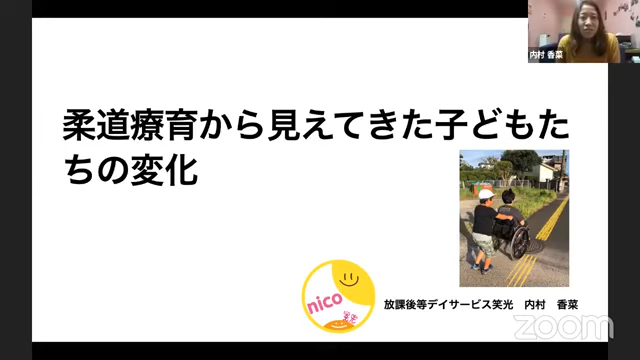 内村 香菜
柔道療育から見えてきた子どもた
ちの変化
nico
放課後等デイサービス笑光　内村　香菜
zoom